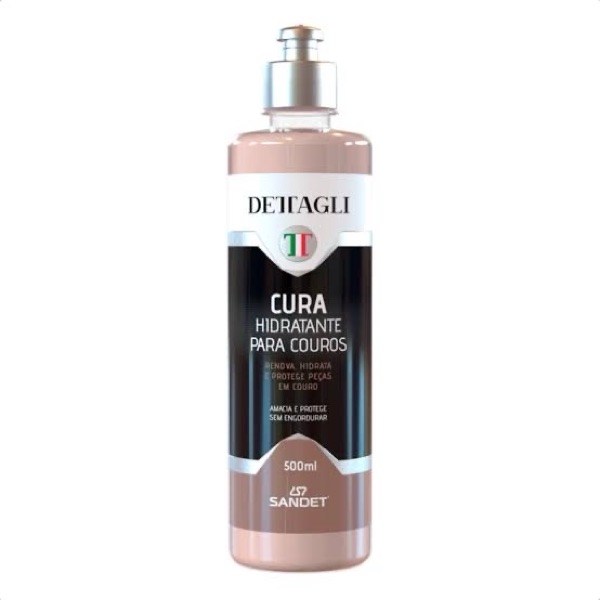 DETTAGLI
CURA
HIDRATANTE
PARA COUROS
RENOVA, HIDRATA
E PROTEGE PEÇAS
EM COURO
AMACIA E PROTEGE
SEM ENGORDURAR
500ml
SANDET